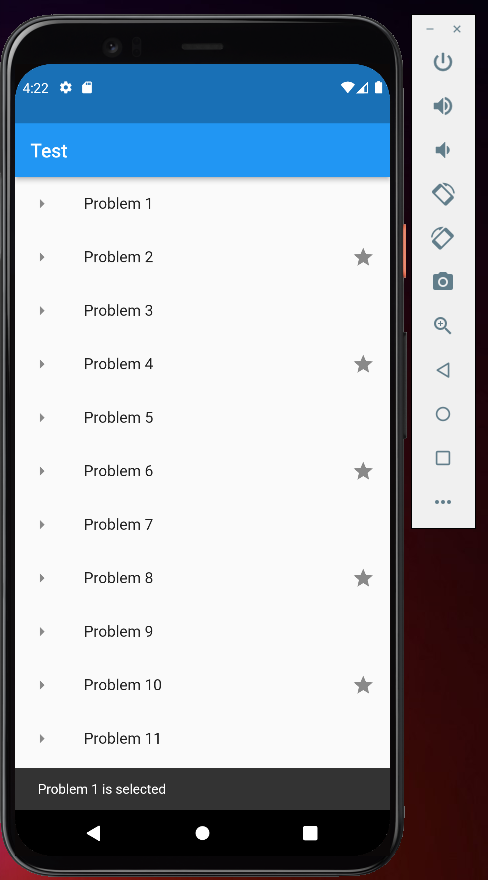 4:22
Test
Problem 1
Problem 2
Problem 3
Problem 4
Problem 5
Problem 6
Problem 7
Problem 8
Problem 9
Problem 10
Problem 11
Problem 1 is selected